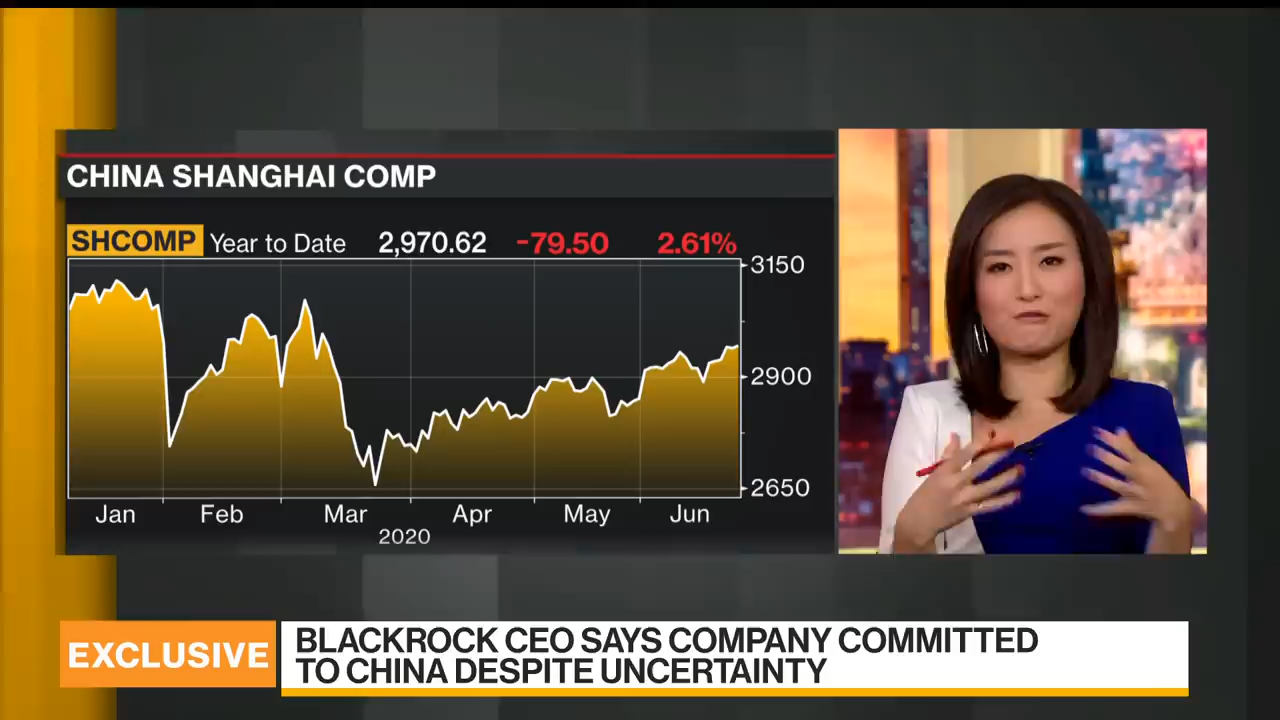 CHINA SHANGHAI COMP
SHCOMP Year to Date 2,970.62 -79.50 2.61%
3150
2900
2650
Jan Feb Mar Apr May Jun
2020
EXCLUSIVE
BLACKROCK CEO SAYS COMPANY COMMITTED
TO CHINA DESPITE UNCERTAINTY